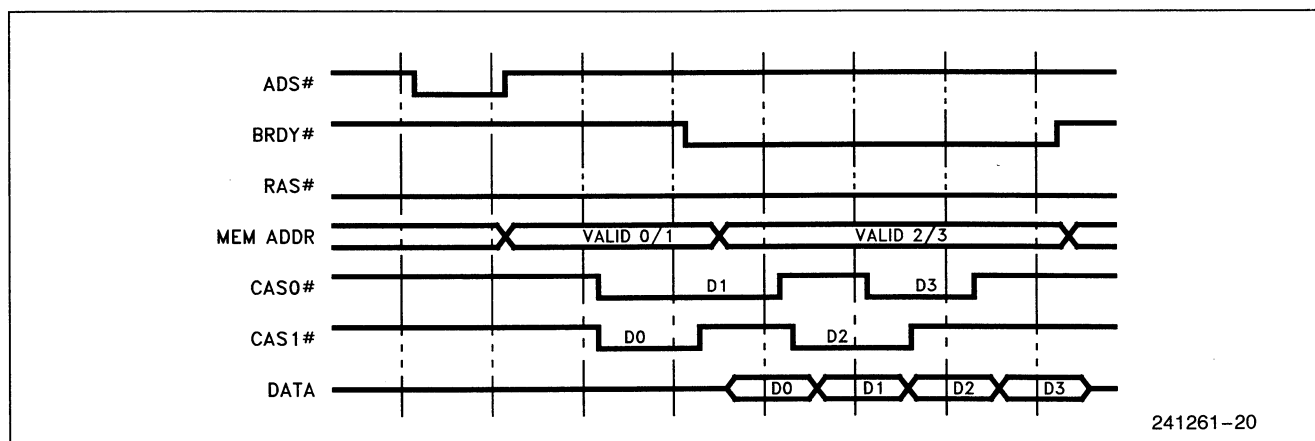 ADS#
BRDY#
RAS#
MEM ADDR VALID 0/1 VALID 2/3
CAS0# D1 D3
CAS1# D0 D2
DATA D0 D1 D2 D3
241261-20